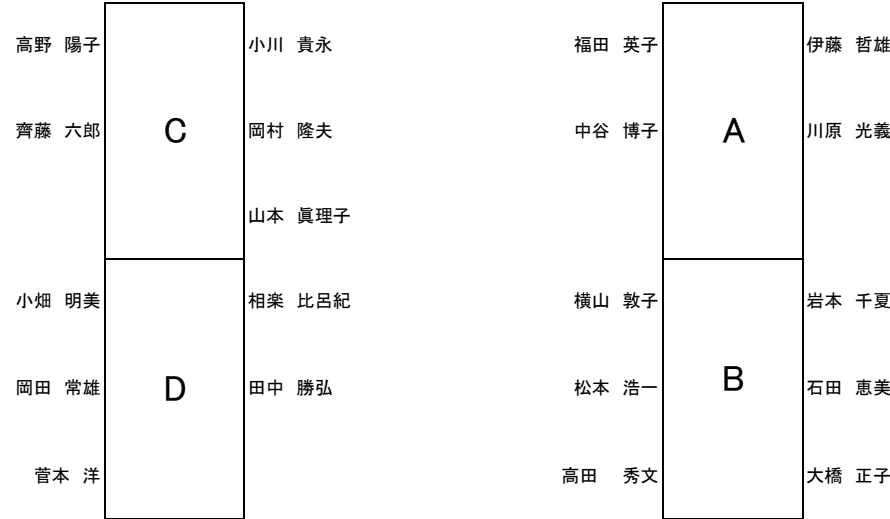 高野 陽子
小川 貴永
齊藤 六郎
C
岡村 隆夫
山本 眞理子
小畑 明美
相楽 比呂紀
岡田 常雄
D
田中 勝弘
菅本 洋
福田 英子
伊藤 哲雄
中谷 博子
A
川原 光義
横山 敦子
岩本 千夏
松本 浩一
B
石田 恵美
高田 秀文
大橋 正子